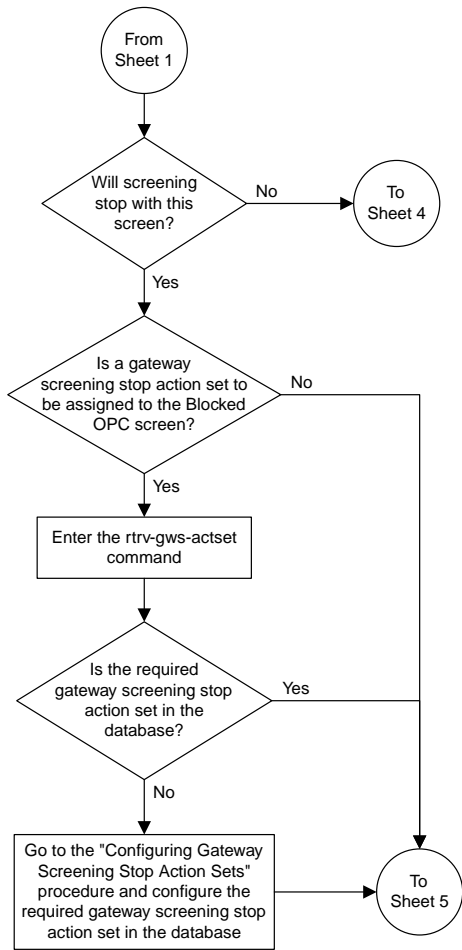 From
Sheet 1
Will screening
stop with this
screen?
No
To
Sheet 4
Yes
Is a gateway
screening stop action set to
be assigned to the Blocked
OPC screen?
No
Yes
Enter the rtrv-gws-actset
command
Is the required
gateway screening stop
action set in the
database?
Yes
No
Go to the "Configuring Gateway
Screening Stop Action Sets"
procedure and configure the
required gateway screening stop
action set in the database
To
Sheet 5